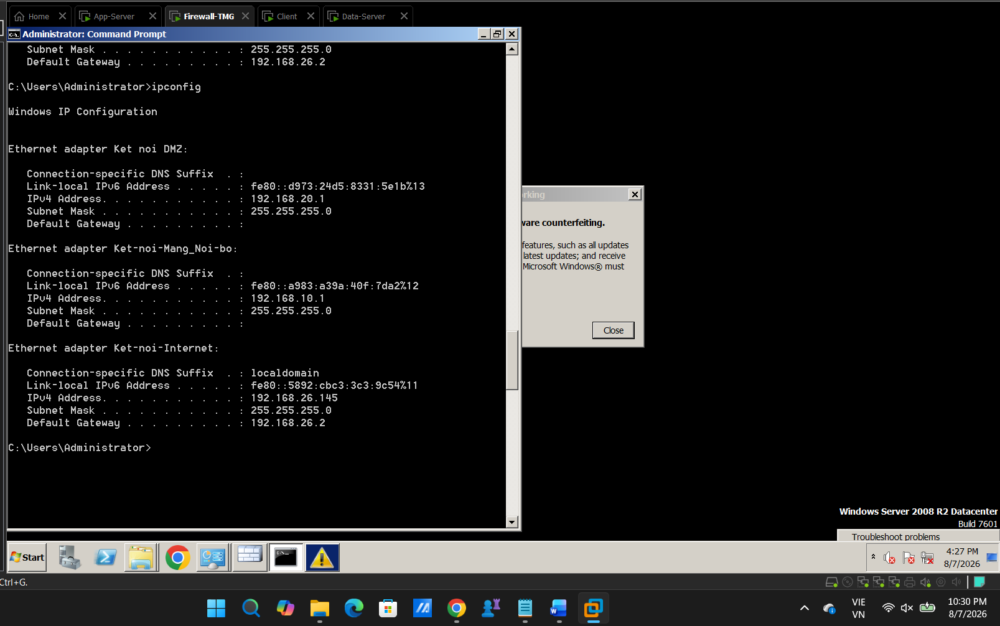 Home
App-Server
Firewall-TMG
Client
Data-Server
Administrator: Command Prompt
Subnet Mask . . . . . . . . . . . : 255.255.255.0
Default Gateway . . . . . . . . . : 192.168.26.2
C:\Users\Administrator>ipconfig
Windows IP Configuration
Ethernet adapter Ket noi DMZ:
Connection-specific DNS Suffix  . :
Link-local IPv6 Address . . . . . : fe80::d973:24d5:8331:5e1b%13
IPv4 Address. . . . . . . . . . . : 192.168.20.1
Subnet Mask . . . . . . . . . . . : 255.255.255.0
Default Gateway . . . . . . . . . :
Ethernet adapter Ket-noi-Mang_Noi-bo:
Connection-specific DNS Suffix  . :
Link-local IPv6 Address . . . . . : fe80::a983:a39a:40f:7da2%12
IPv4 Address. . . . . . . . . . . : 192.168.10.1
Subnet Mask . . . . . . . . . . . : 255.255.255.0
Default Gateway . . . . . . . . . :
Ethernet adapter Ket-noi-Internet:
Connection-specific DNS Suffix  . : localdomain
Link-local IPv6 Address . . . . . : fe80::5892:cbc3:3c3:9c54%11
IPv4 Address. . . . . . . . . . . : 192.168.26.145
Subnet Mask . . . . . . . . . . . : 255.255.255.0
Default Gateway . . . . . . . . . : 192.168.26.2
C:\Users\Administrator>
rking
ware counterfeiting.
features, such as all updates
latest updates; and receive
Microsoft Windows® must
Close
Windows Server 2008 R2 Datacenter
Build 7601
Troubleshoot problems
Start
4:27 PM
8/7/2026
Ctrl+G.
VIE
VN
10:30 PM
8/7/2026